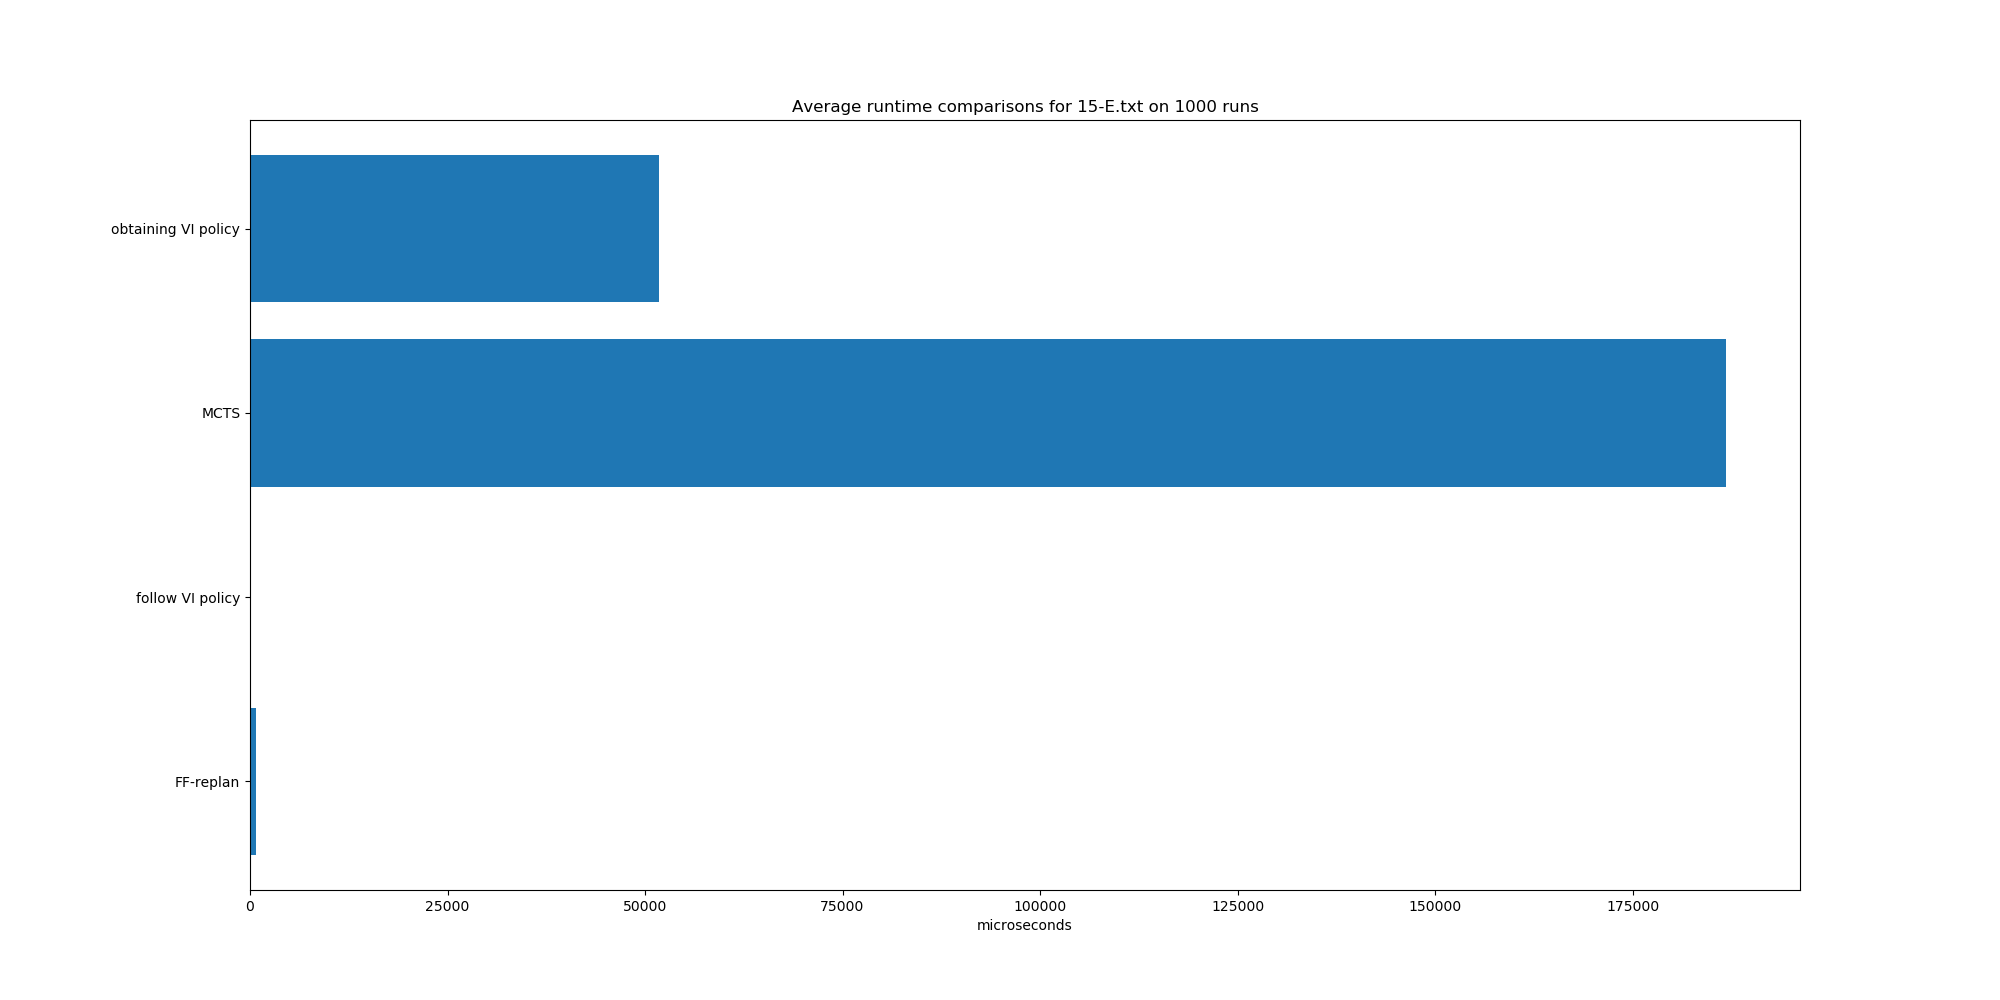 Average runtime comparisons for 15-E.txt on 1000 runs
obtaining VI policy
MCTS
follow VI policy
FF-replan
0 25000 50000 75000 100000 125000 150000 175000
microseconds